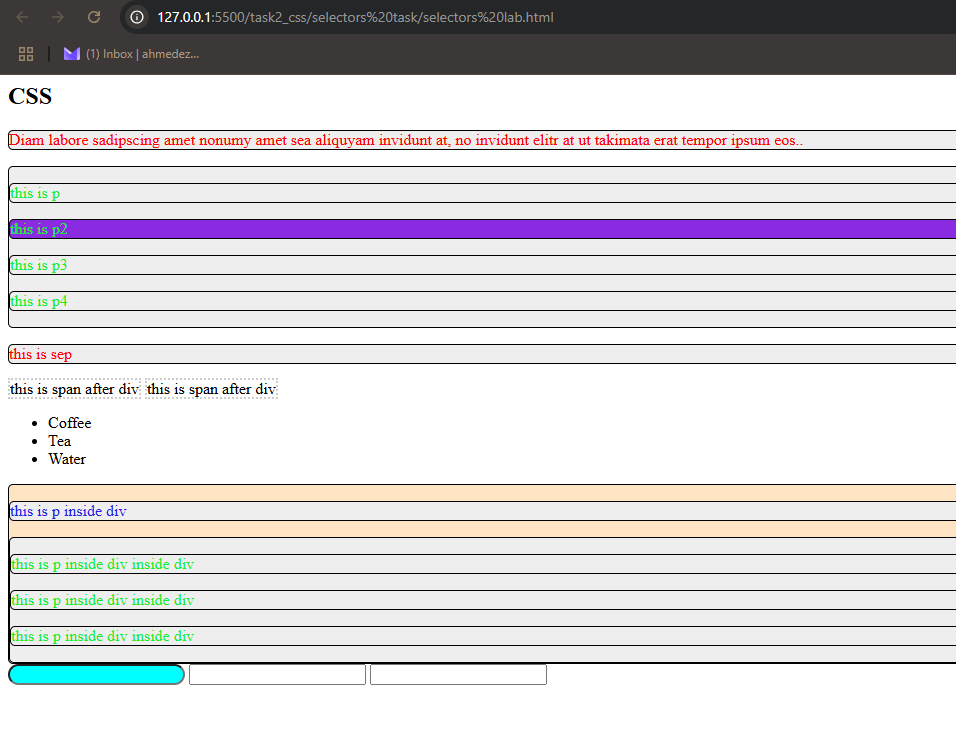 127.0.0.1:5500/task2_css/selectors%20task/selectors%20lab.html
(1) Inbox | ahmedez...
CSS
Diam labore sadipscing amet nonumy amet sea aliquyam invidunt at, no invidunt elitr at ut takimata erat tempor ipsum eos..
this is p
this is p2
this is p3
this is p4
this is sep
this is span after div this is span after div
Coffee
Tea
Water
this is p inside div
this is p inside div inside div
this is p inside div inside div
this is p inside div inside div